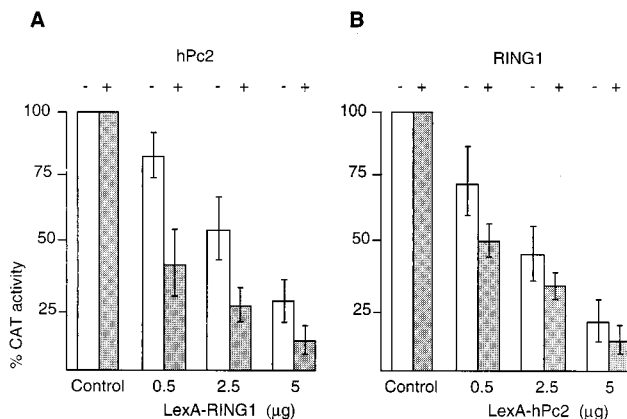 A
B
hPc2
RING1
- + - + - + - +
- + - + - + - +
100
75
50
25
% CAT activity
100
75
50
25
Control 0.5 2.5 5
LexA-RING1 (µg)
Control 0.5 2.5 5
LexA-hPc2 (µg)